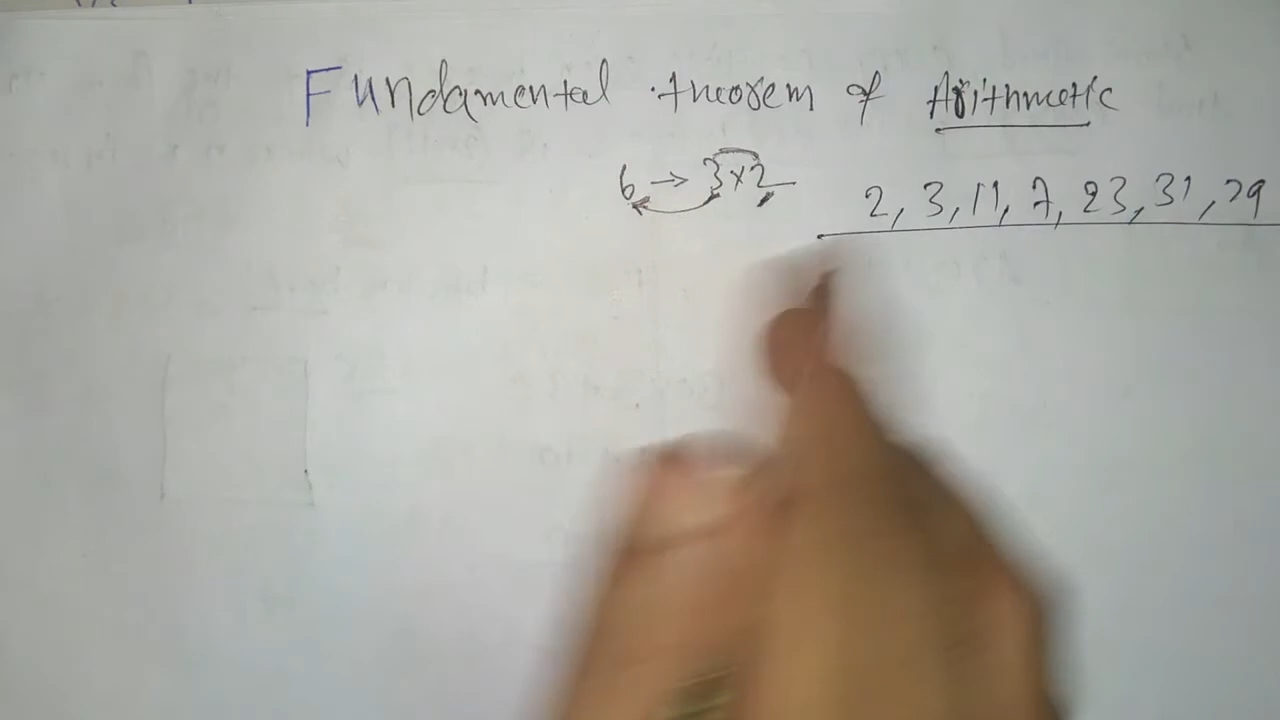 Fundamental theorem of Arithmetic
6 → 3×2
2, 3, 11, 7, 23, 31, 29